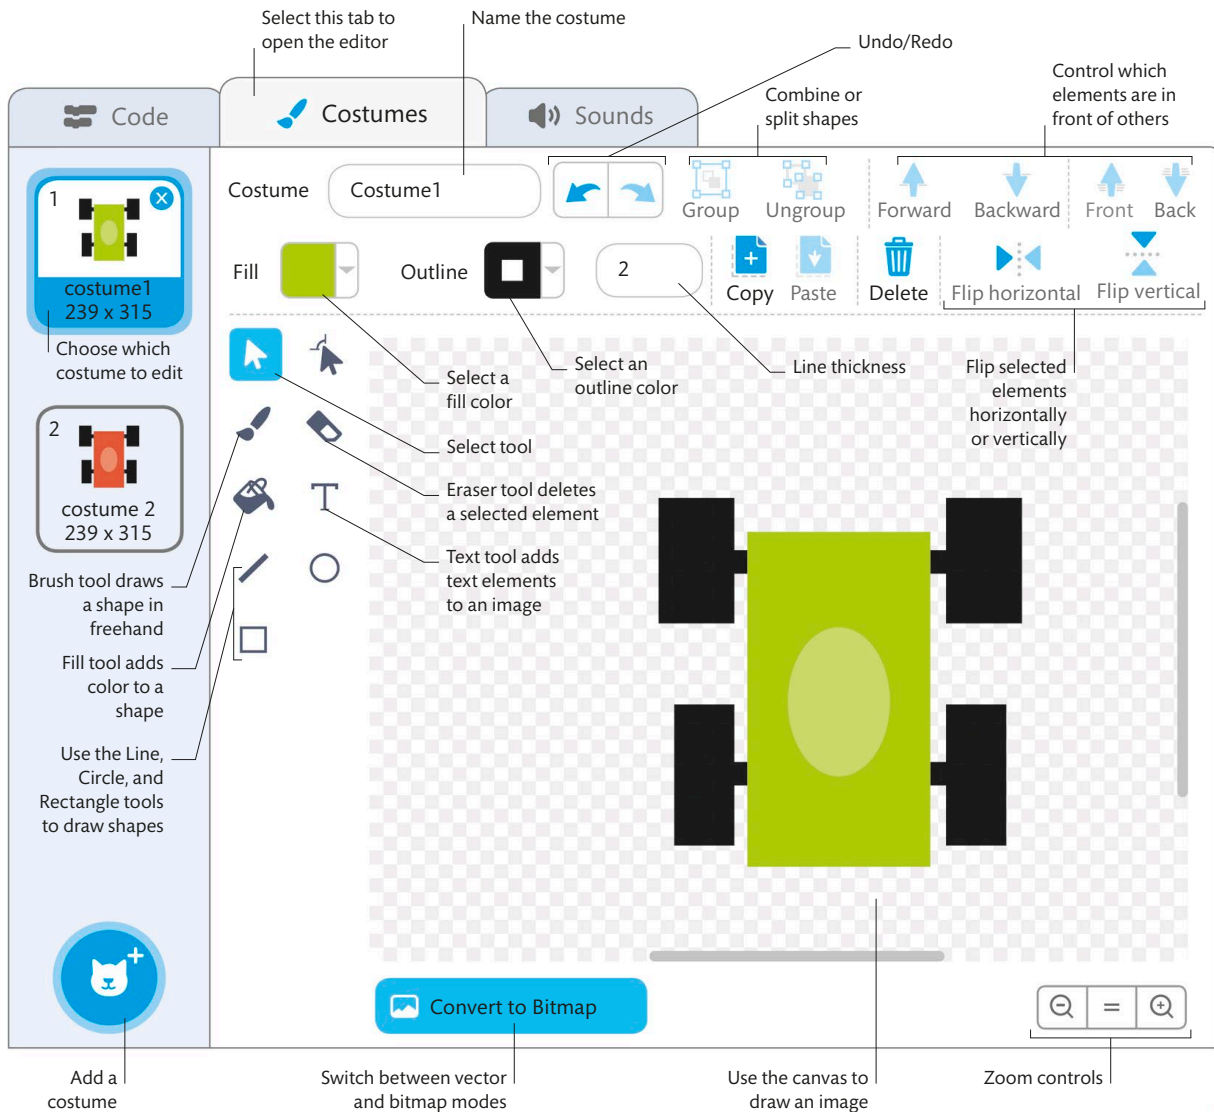 Select this tab to
open the editor
Name the costume
Undo/Redo
Combine or
split shapes
Control which
elements are in
front of others
Code
Costumes
Sounds
Costume
Costume1
Group
Ungroup
Forward
Backward
Front
Back
Fill
Outline
2
Copy
Paste
Delete
Flip horizontal
Flip vertical
1
costume1
239 x 315
Choose which
costume to edit
2
costume 2
239 x 315
Select a
fill color
Select an
outline color
Line thickness
Flip selected
elements
horizontally
or vertically
Select tool
Eraser tool deletes
a selected element
T
Text tool adds
text elements
to an image
Brush tool draws
a shape in
freehand
Fill tool adds
color to a
shape
Use the Line,
Circle, and
Rectangle tools
to draw shapes
Convert to Bitmap
Add a
costume
Switch between vector
and bitmap modes
Use the canvas to
draw an image
Zoom controls